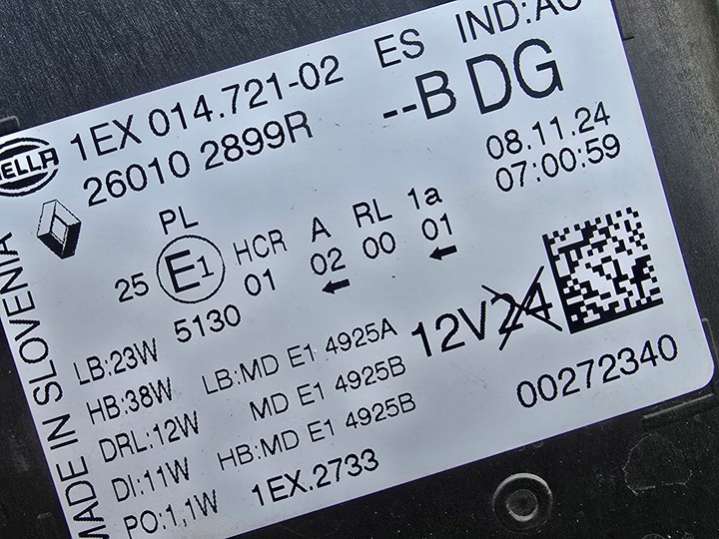 HELLA 1EX 014.721-02 ES IND:AC
26010 2899R --B DG
08.11.24
07:00:59
PL
25 E1 HCR A RL 1a
01 02 00 01
5130
12V24
00272340
LB:23W LB:MD E1 4925A
HB:38W MD E1 4925B
DRL:12W HB:MD E1 4925B
DI:11W 1EX.2733
PO:1,1W
MADE IN SLOVENIA